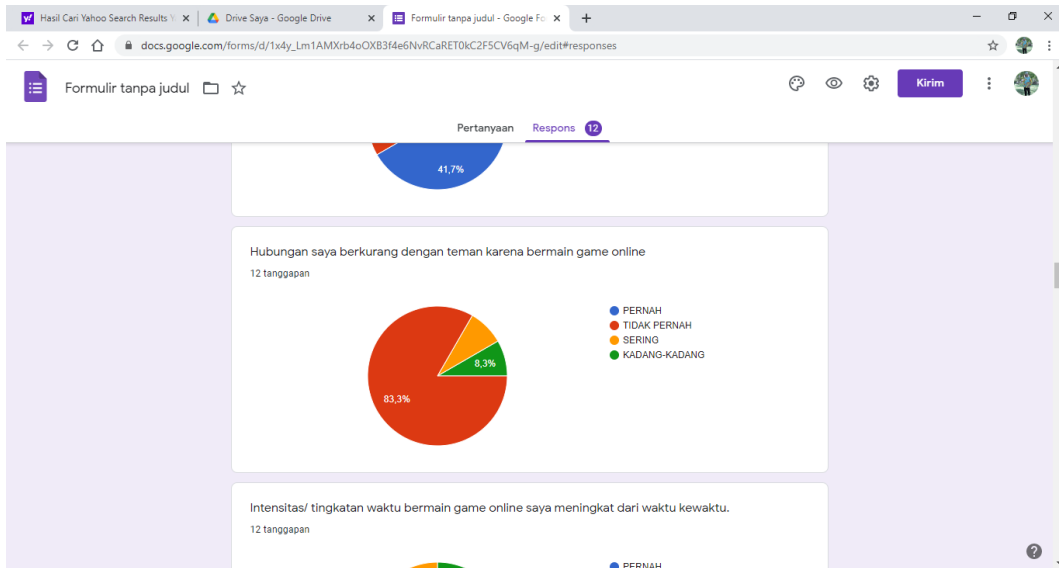 Hasil Cari Yahoo Search Results Y
Drive Saya - Google Drive
Formulir tanpa judul - Google Fo
docs.google.com/forms/d/1x4y_Lm1AMXrb4oOXB3f4e6NvRCaRET0kC2F5CV6qM-g/edit#responses
Formulir tanpa judul
Kirim
Pertanyaan
Respons 12
41,7%
Hubungan saya berkurang dengan teman karena bermain game online
12 tanggapan
PERNAH
TIDAK PERNAH
SERING
KADANG-KADANG
8,3%
83,3%
Intensitas/ tingkatan waktu bermain game online saya meningkat dari waktu kewaktu.
12 tanggapan
PERNAH